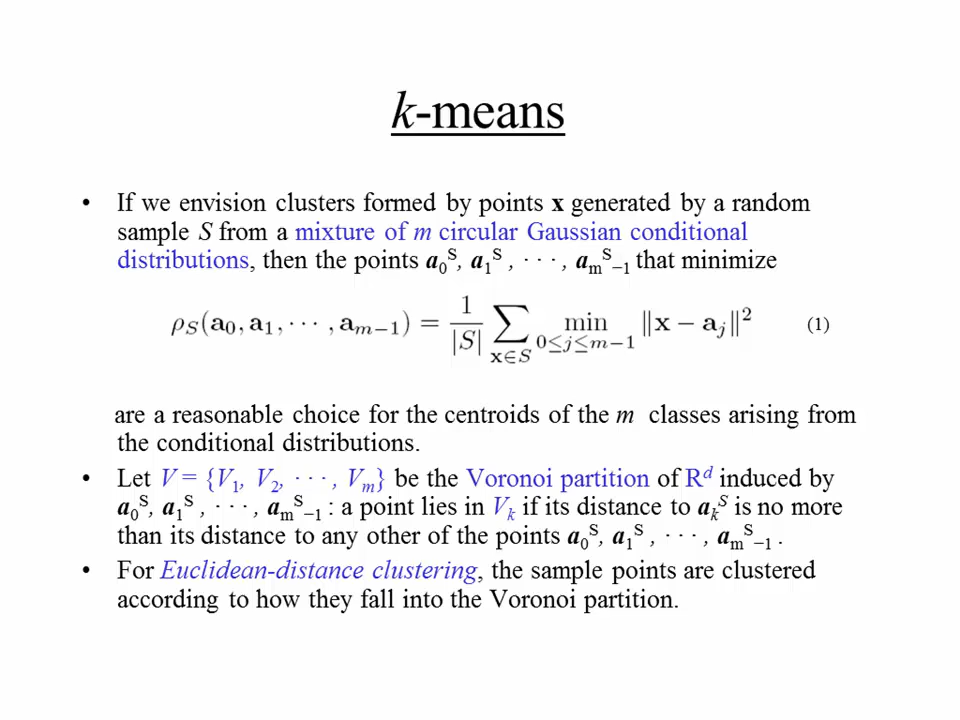 k-means
• If we envision clusters formed by points x generated by a random
sample S from a mixture of m circular Gaussian conditional
distributions, then the points a₀ˢ, a₁ˢ , · · · , aₘˢ₋₁ that minimize
ρ_S(a₀, a₁, · · · , a_{m−1}) = 1/|S| ∑_{x∈S} min_{0≤j≤m−1} ‖x − a_j‖² (1)
are a reasonable choice for the centroids of the m classes arising from
the conditional distributions.
• Let V = {V₁, V₂, · · · , Vₘ} be the Voronoi partition of Rᵈ induced by
a₀ˢ, a₁ˢ , · · · , aₘˢ₋₁ : a point lies in Vₖ if its distance to aₖˢ is no more
than its distance to any other of the points a₀ˢ, a₁ˢ , · · · , aₘˢ₋₁ .
• For Euclidean-distance clustering, the sample points are clustered
according to how they fall into the Voronoi partition.